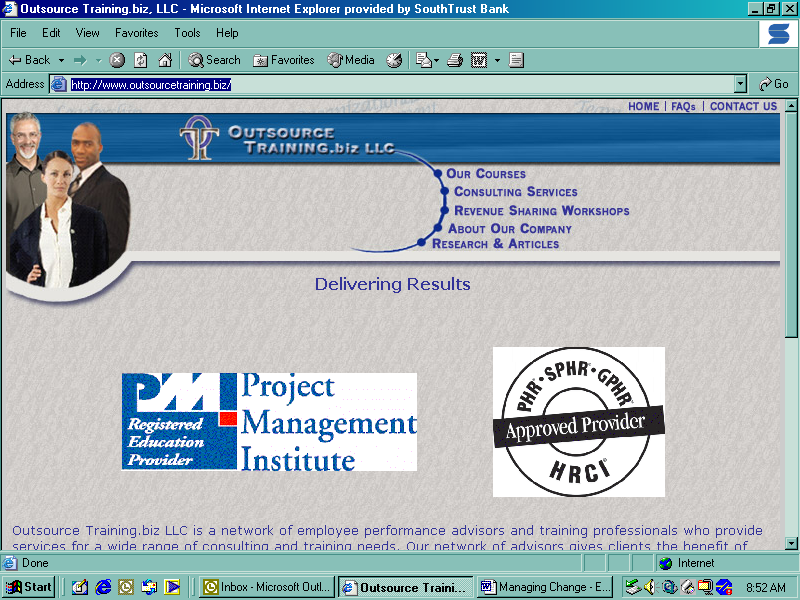 Outsource Training.biz, LLC - Microsoft Internet Explorer provided by SouthTrust Bank
File Edit View Favorites Tools Help
Back Search Favorites Media
Address http://www.outsourcetraining.biz/ Go
HOME | FAQs | CONTACT US
OUTSOURCE
TRAINING.biz LLC
OUR COURSES
CONSULTING SERVICES
REVENUE SHARING WORKSHOPS
ABOUT OUR COMPANY
RESEARCH & ARTICLES
Delivering Results
PMI
Registered
Education
Provider
Project
Management
Institute
PHR • SPHR • GPHR
Approved Provider
HRCI
Outsource Training.biz LLC is a network of employee performance advisors and training professionals who provide
services for a wide range of consulting and training needs. Our network of advisors gives clients the benefit of
Done Internet
Start Inbox - Microsoft Outl... Outsource Traini... Managing Change - E... 8:52 AM